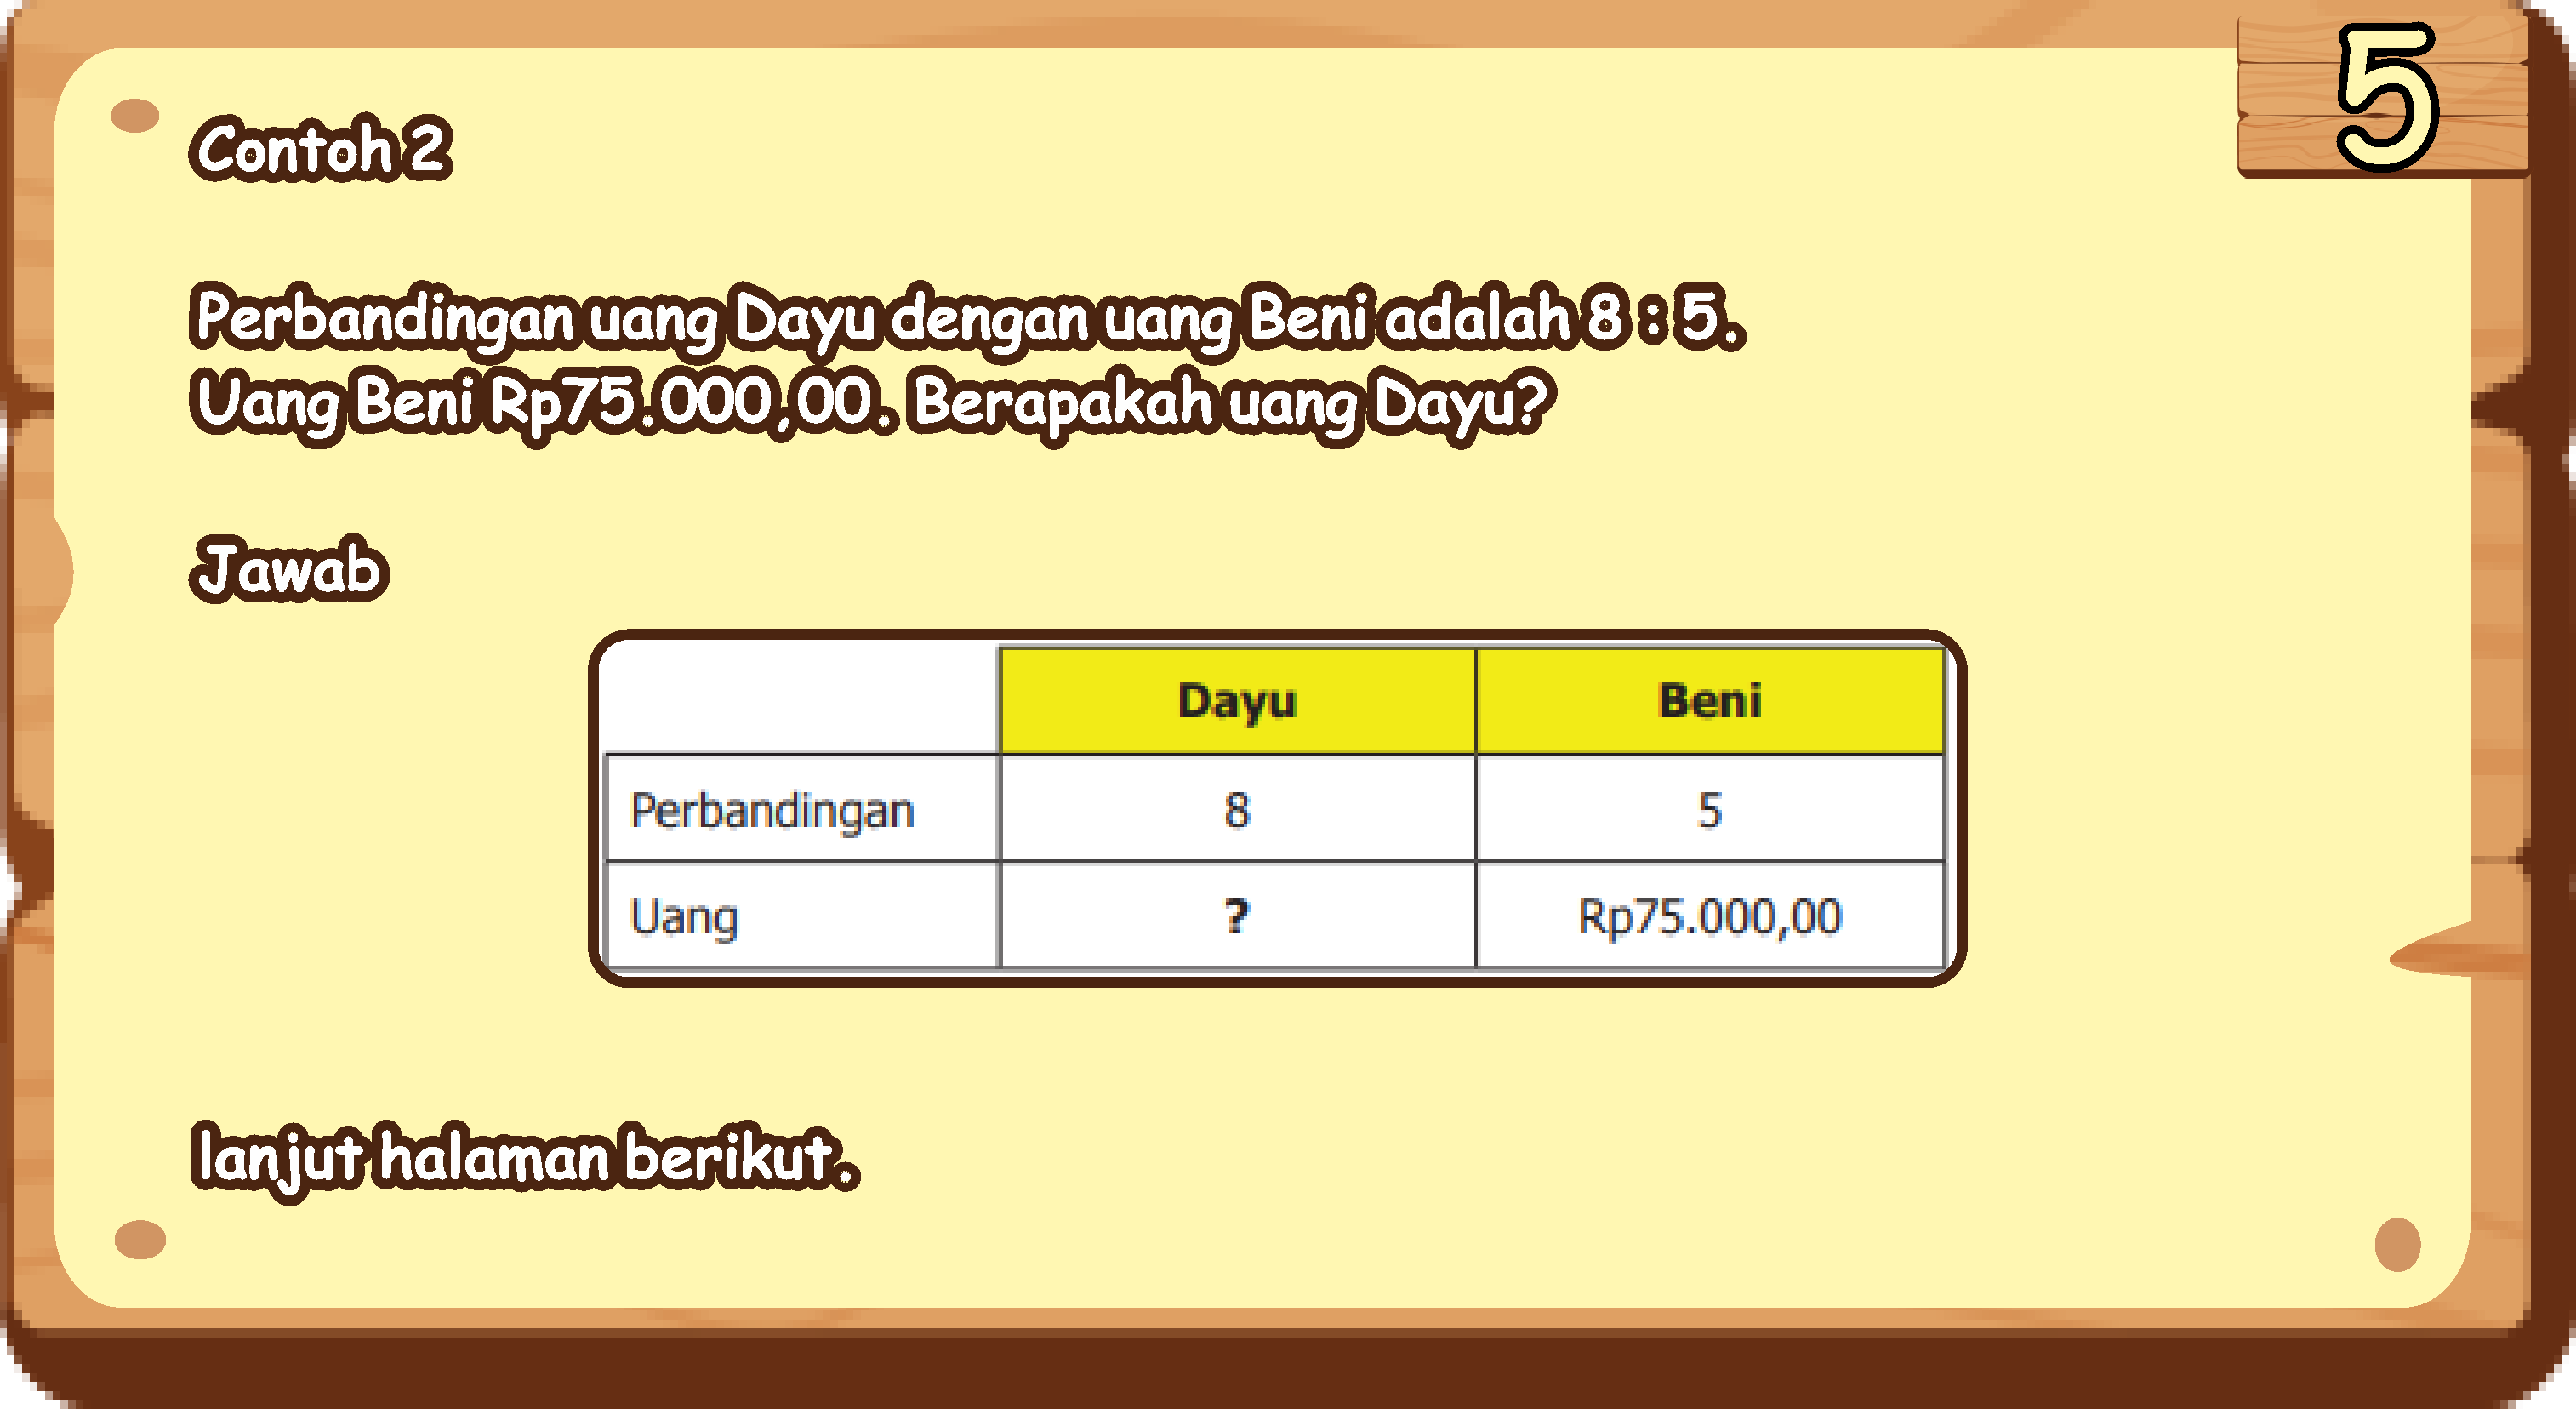 5
Contoh 2
Perbandingan uang Dayu dengan uang Beni adalah 8 : 5.
Uang Beni Rp75.000,00. Berapakah uang Dayu?
Jawab
Dayu Beni
Perbandingan 8 5
Uang ? Rp75.000,00
lanjut halaman berikut.